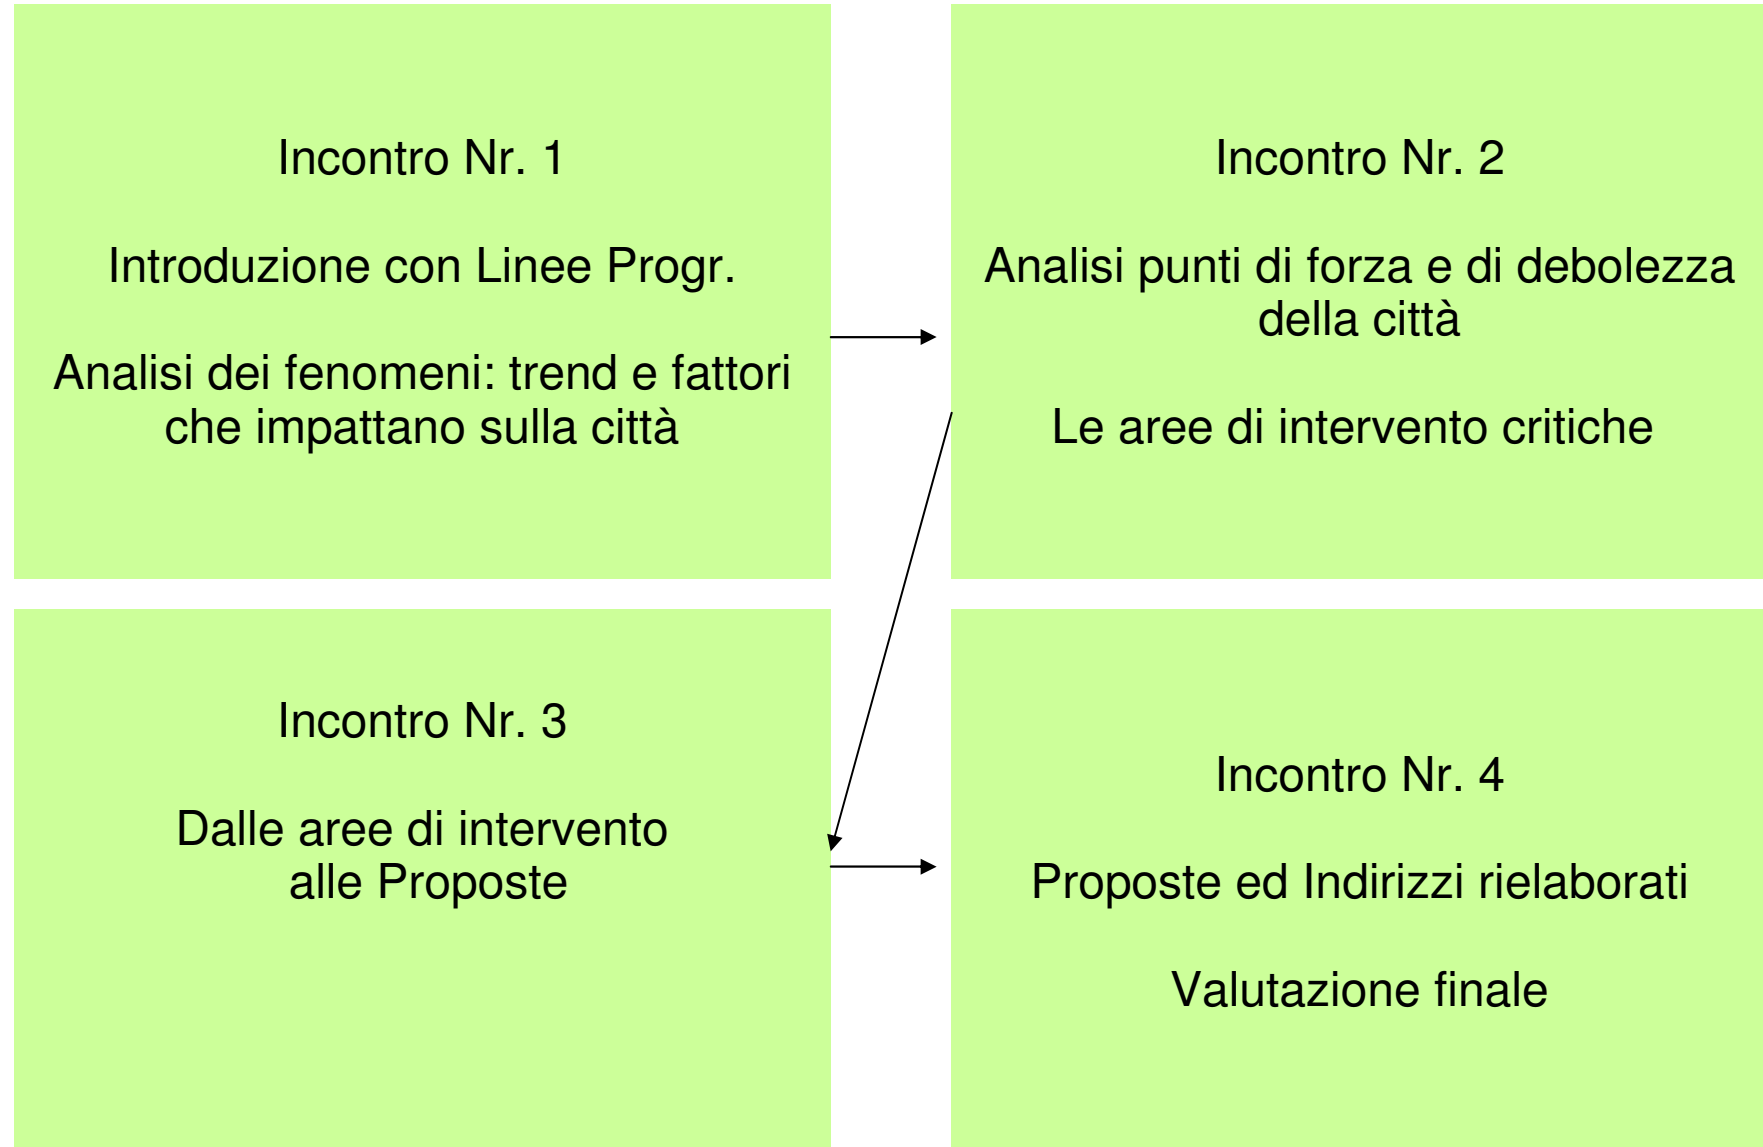 Incontro Nr. 1
Introduzione con Linee Progr.
Analisi dei fenomeni: trend e fattori
che impattano sulla città
Incontro Nr. 2
Analisi punti di forza e di debolezza
della città
Le aree di intervento critiche
Incontro Nr. 3
Dalle aree di intervento
alle Proposte
Incontro Nr. 4
Proposte ed Indirizzi rielaborati
Valutazione finale